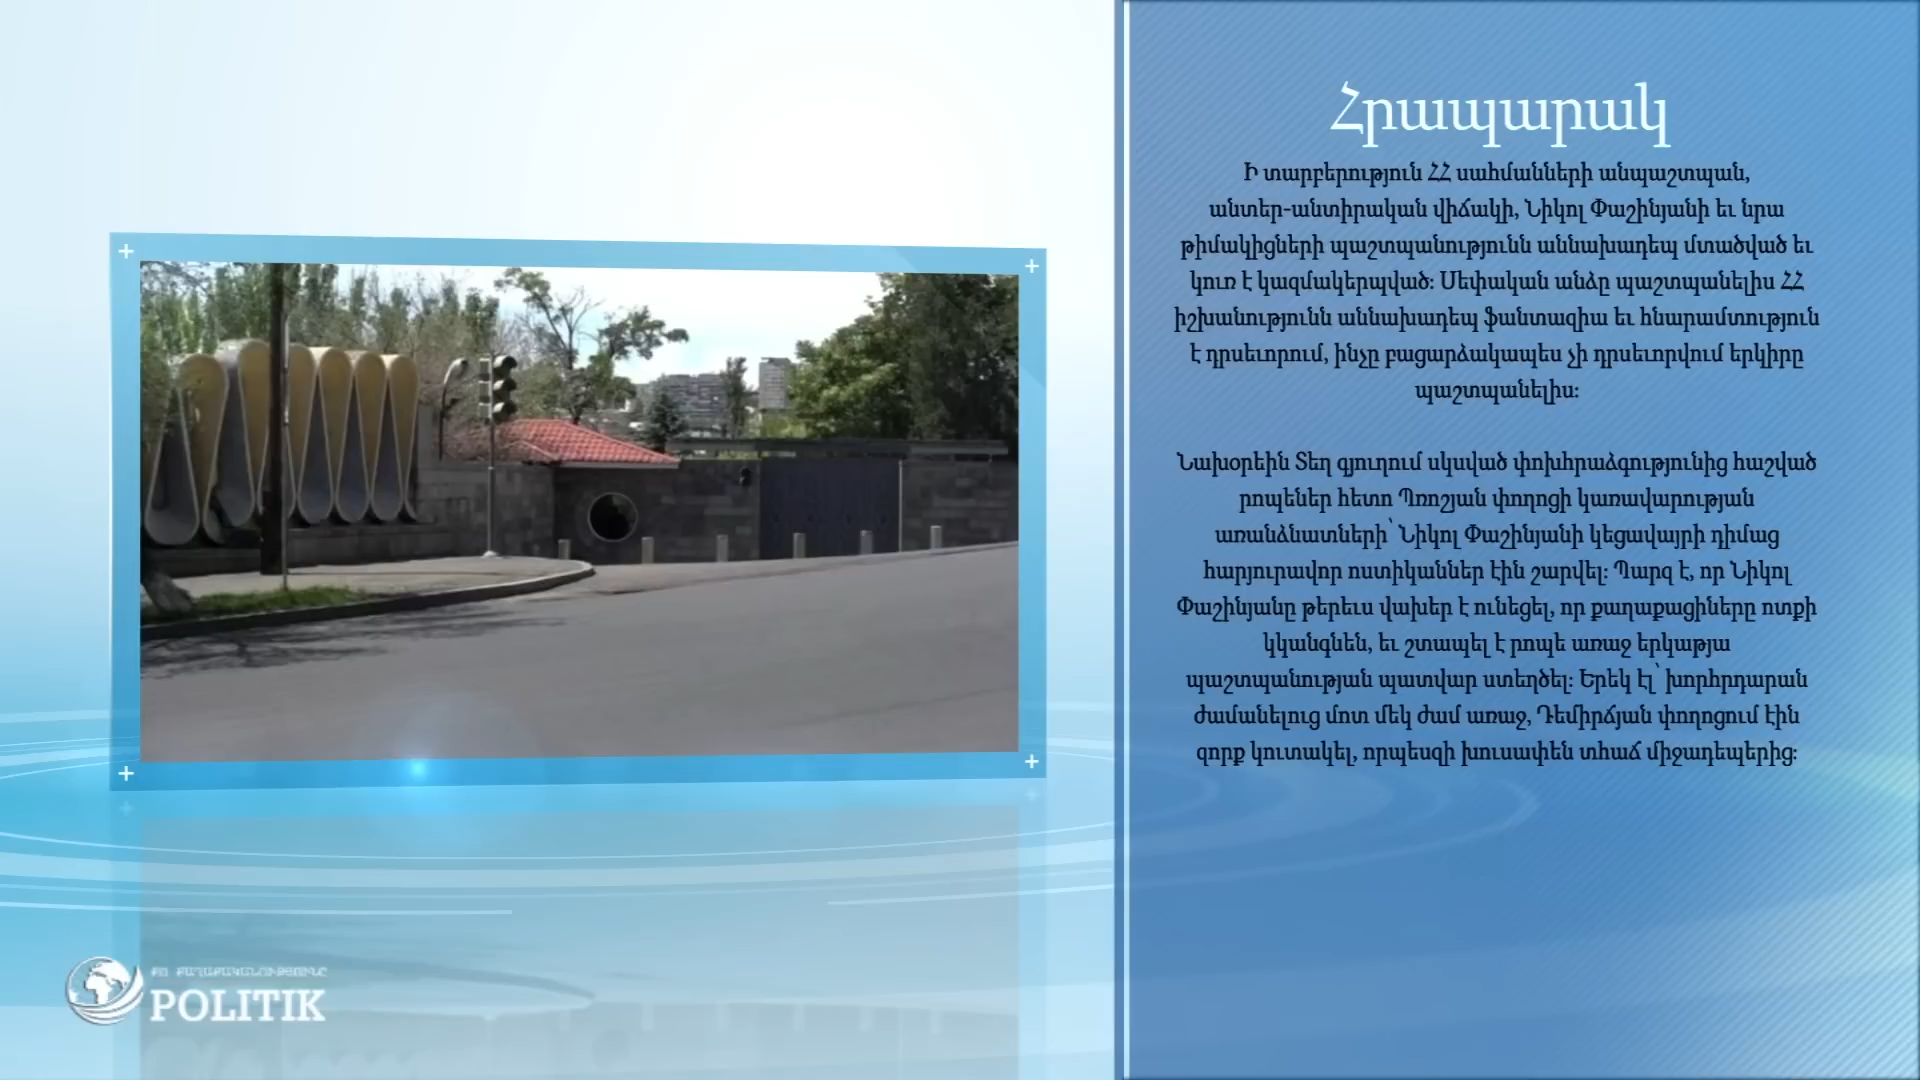 Հրապարակ
Ի տարբերություն ՀՀ սահմանների անպաշտպան,
անտեր-անտիրական վիճակի, Նիկոլ Փաշինյանի եւ նրա
թիմակիցների պաշտպանությունն աննախադեպ մտածված եւ
կուռ է կազմակերպված։ Սեփական անձը պաշտպանելիս ՀՀ
իշխանությունն աննախադեպ ֆանտազիա եւ հնարամտություն
է դրսեւորում, ինչը բացարձակապես չի դրսեւորվում երկիրը
պաշտպանելիս։
Նախօրեին Տեղ գյուղում սկսված փոխհրաձգությունից հաշված
րոպեներ հետո Պռոշյան փողոցի կառավարության
առանձնատների՝ Նիկոլ Փաշինյանի կեցավայրի դիմաց
հարյուրավոր ոստիկաններ էին շարվել։ Պարզ է, որ Նիկոլ
Փաշինյանը թերեւս վախեր է ունեցել, որ քաղաքացիները ոտքի
կկանգնեն, եւ շտապել է րոպե առաջ երկաթյա
պաշտպանության պատվար ստեղծել։ Երեկ էլ՝ խորհրդարան
ժամանելուց մոտ մեկ ժամ առաջ, Դեմիրճյան փողոցում էին
զորք կուտակել, որպեսզի խուսափեն տհաճ միջադեպերից։
ՔՈ ՔԱՂԱՔԱԿԱՆՈՒԹՅՈՒՆԸ
POLITIK